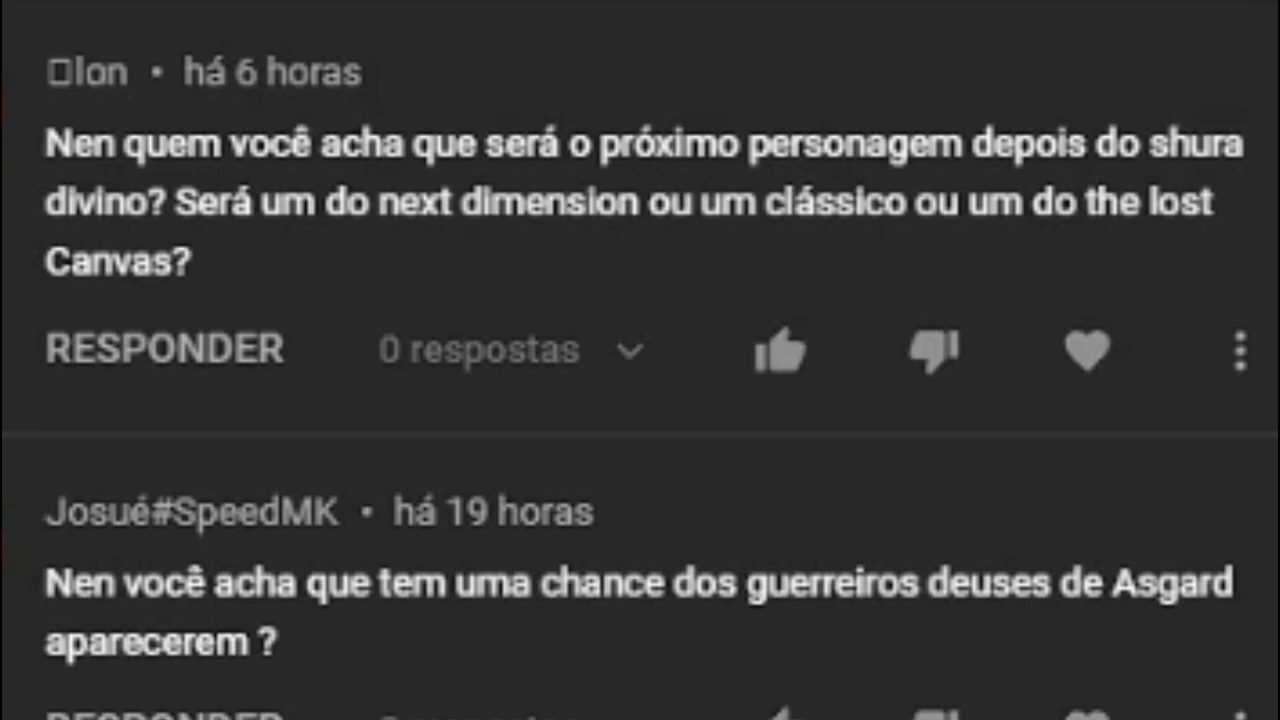 lon • há 6 horas
Nen quem você acha que será o próximo personagem depois do shura
divino? Será um do next dimension ou um clássico ou um do the lost
Canvas?
RESPONDER 0 respostas
Josué#SpeedMK • há 19 horas
Nen você acha que tem uma chance dos guerreiros deuses de Asgard
aparecerem ?